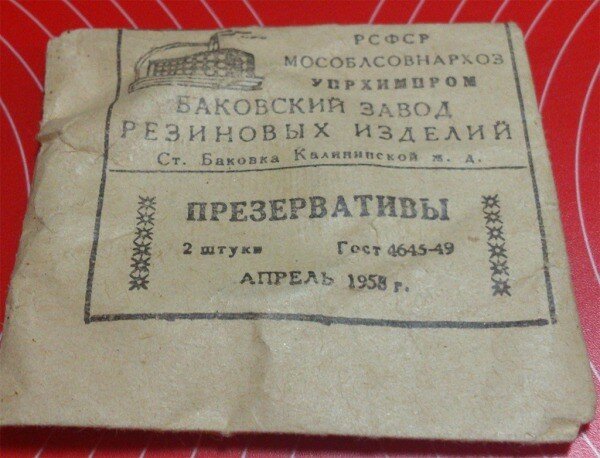 РСФСР
МОСОБЛСОВНАРХОЗ
УПРХИМПРОМ
БАКОВСКИЙ ЗАВОД
РЕЗИНОВЫХ ИЗДЕЛИЙ
Ст. Баковка Калининской ж. д.
ПРЕЗЕРВАТИВЫ
2 штуки Гост 4645-49
АПРЕЛЬ 1958 г.